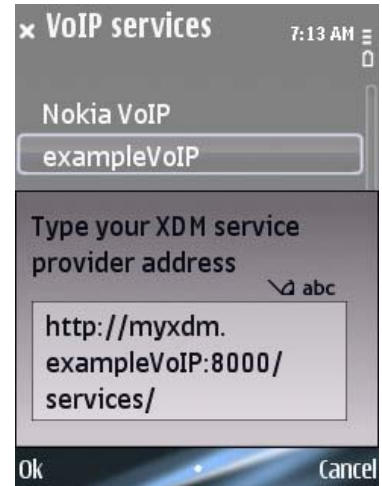 VoIP services
7:13 AM
Nokia VoIP
exampleVoIP
Type your XDM service
provider address
abc
http://myxdm.
exampleVoIP:8000/
services/
Ok
Cancel